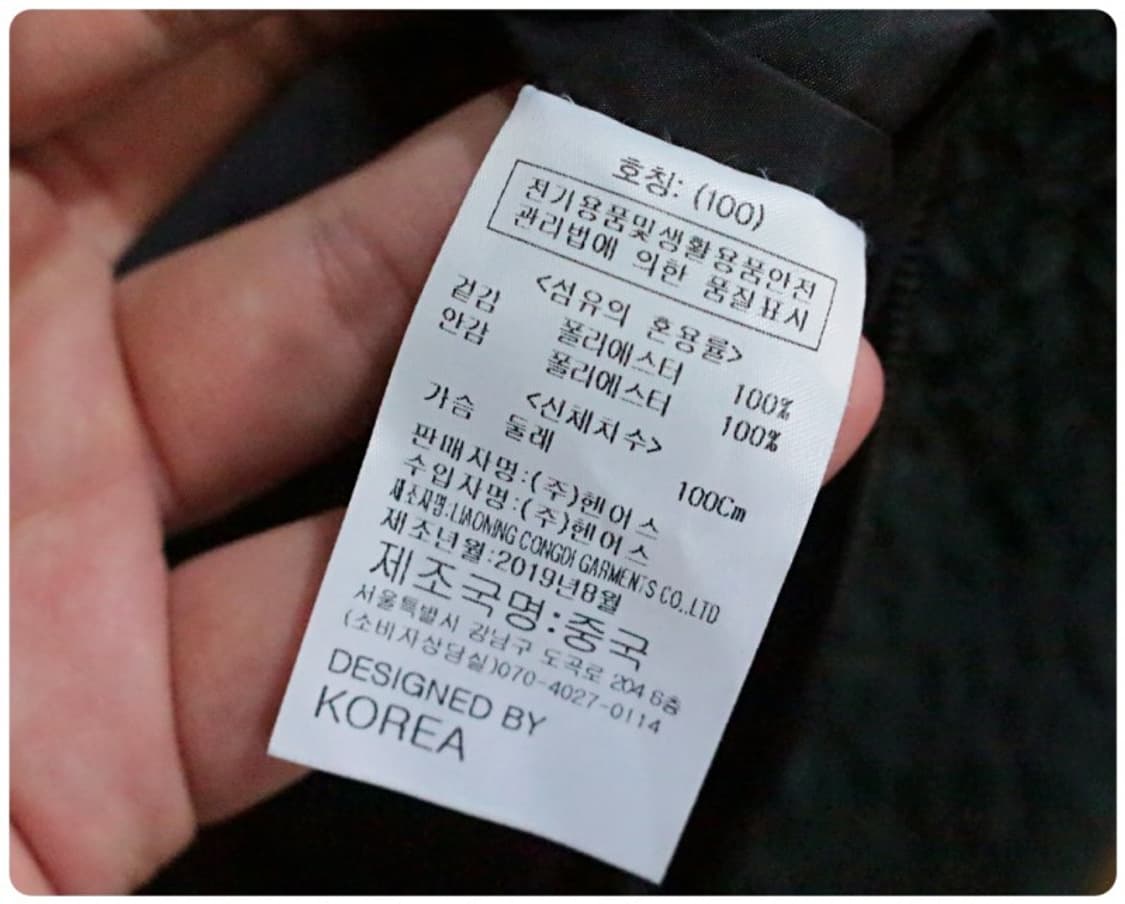 호칭: (100)
전기용품및생활용품안전
관리법에 의한 품질표시
<섬유의 혼용률>
겉감 폴리에스터 100%
안감 폴리에스터 100%
<신체치수>
가슴 둘레 100Cm
판매자명:(주)헨어스
수입자명:(주)헨어스
제조자명:LIAONING CONGDI GARMENTS CO.,LTD
제조년월:2019년8월
제조국명:중국
서울특별시 강남구 도곡로 204 6층
(소비자상담실)070-4027-0114
DESIGNED BY
KOREA